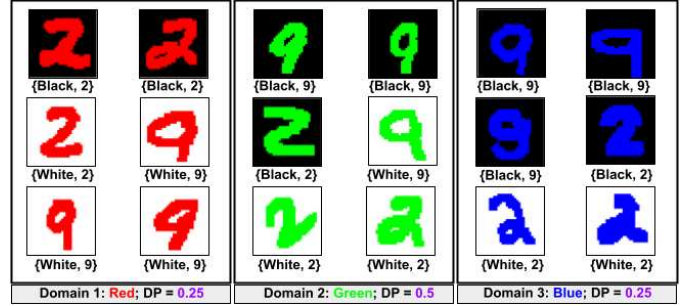 {Black, 2} {Black, 2} {Black, 9} {Black, 9} {Black, 9} {Black, 9}
{White, 2} {White, 9} {Black, 2} {White, 9} {Black, 9} {Black, 2}
{White, 9} {White, 9} {White, 2} {White, 2} {White, 2} {White, 2}
Domain 1: Red; DP = 0.25 Domain 2: Green; DP = 0.5 Domain 3: Blue; DP = 0.25